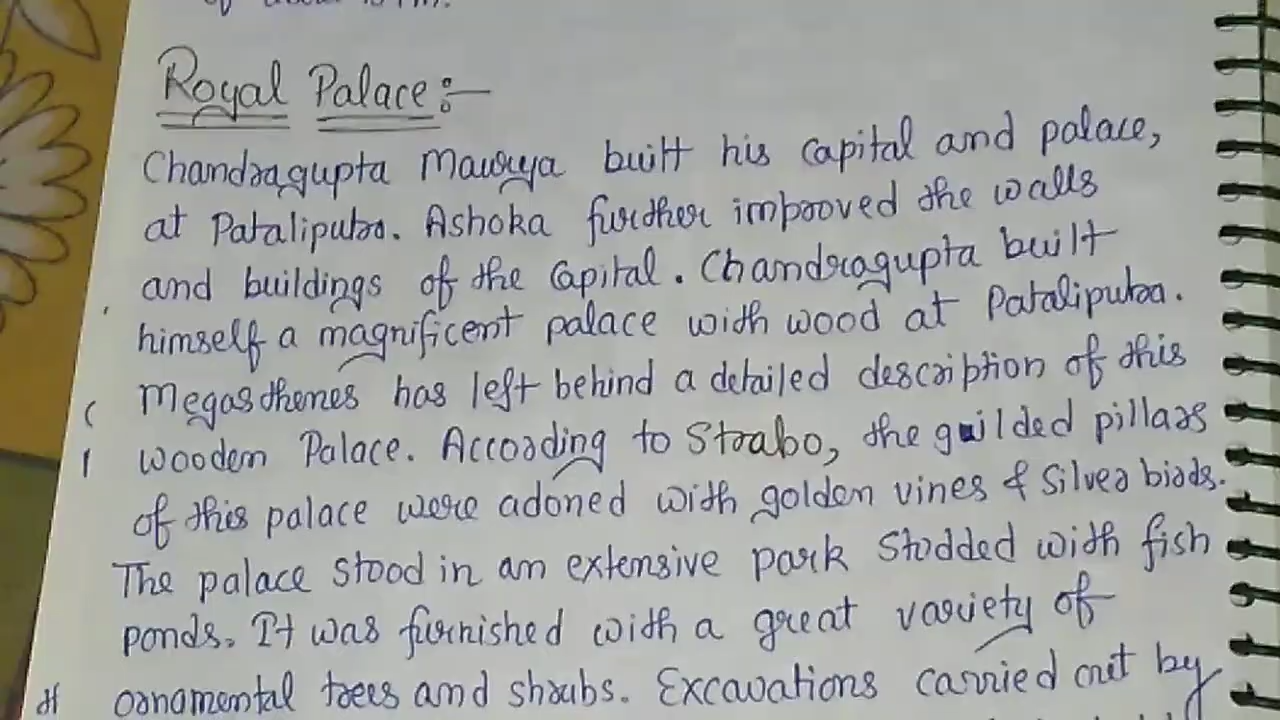 Royal Palace :-
Chandragupta Maurya built his capital and palace,
at Pataliputra. Ashoka further improved the walls
and buildings of the capital. Chandragupta built
himself a magnificent palace with wood at Pataliputra.
Megasthenes has left behind a detailed description of this
wooden Palace. According to Strabo, the guilded pillars
of this palace were adoned with golden vines & silver birds.
The palace stood in an extensive park Stodded with fish
ponds. It was furnished with a great variety of
ornamental trees and shrubs. Excavations carried out by